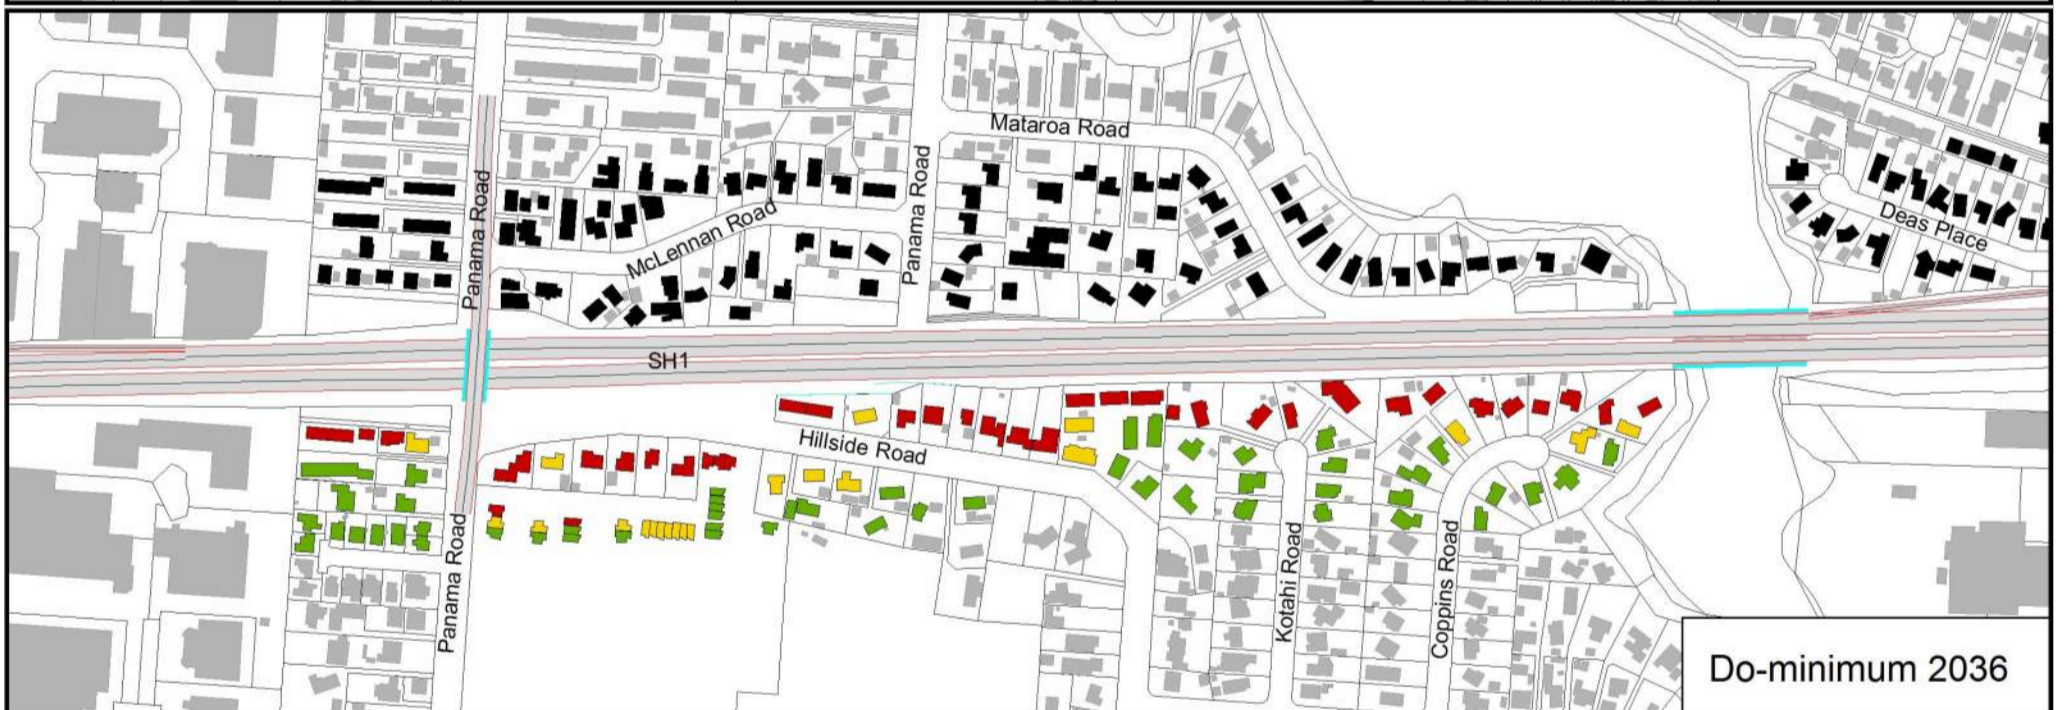 Mataroa Road
Panama Road
McLennan Road
Panama Road
Deas Place
SH1
Hillside Road
Panama Road
Kotahi Road
Coppins Road
Do-minimum 2036